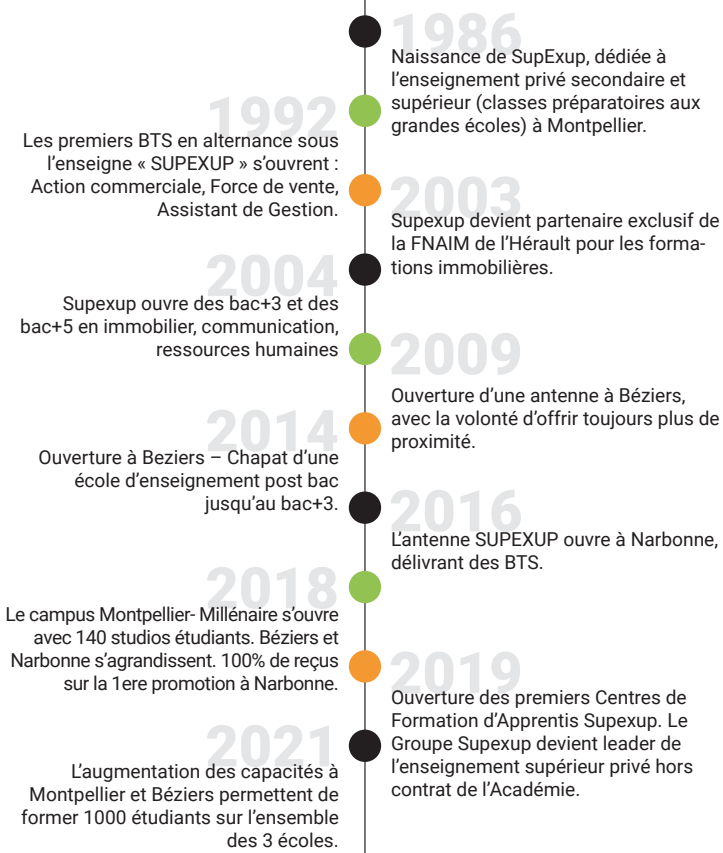 1986
Naissance de SupExup, dédiée à
l’enseignement privé secondaire et
supérieur (classes préparatoires aux
grandes écoles) à Montpellier.
1992
Les premiers BTS en alternance sous
l’enseigne « SUPEXUP » s’ouvrent :
Action commerciale, Force de vente,
Assistant de Gestion.
2003
Supexup devient partenaire exclusif de
la FNAIM de l’Hérault pour les forma-
tions immobilières.
2004
Supexup ouvre des bac+3 et des
bac+5 en immobilier, communication,
ressources humaines
2009
Ouverture d’une antenne à Béziers,
avec la volonté d’offrir toujours plus de
proximité.
2014
Ouverture à Beziers – Chapat d’une
école d’enseignement post bac
jusqu’au bac+3.
2016
L’antenne SUPEXUP ouvre à Narbonne,
délivrant des BTS.
2018
Le campus Montpellier- Millénaire s’ouvre
avec 140 studios étudiants. Béziers et
Narbonne s’agrandissent. 100% de reçus
sur la 1ere promotion à Narbonne.
2019
Ouverture des premiers Centres de
Formation d’Apprentis Supexup. Le
Groupe Supexup devient leader de
l’enseignement supérieur privé hors
contrat de l’Académie.
2021
L’augmentation des capacités à
Montpellier et Béziers permettent de
former 1000 étudiants sur l’ensemble
des 3 écoles.